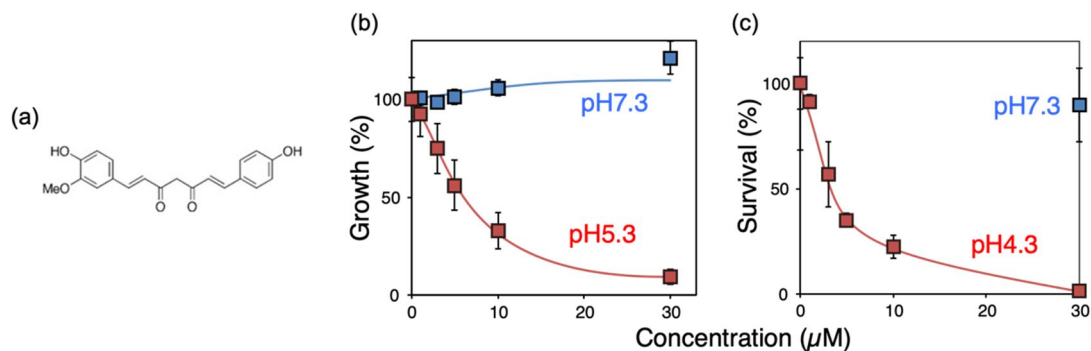 (a)
HO
MeO
O
O
OH
(b)
Growth (%)
100
50
0
pH7.3
pH5.3
0
10
20
30
(c)
Survival (%)
100
50
0
pH7.3
pH4.3
0
10
20
30
Concentration (µM)